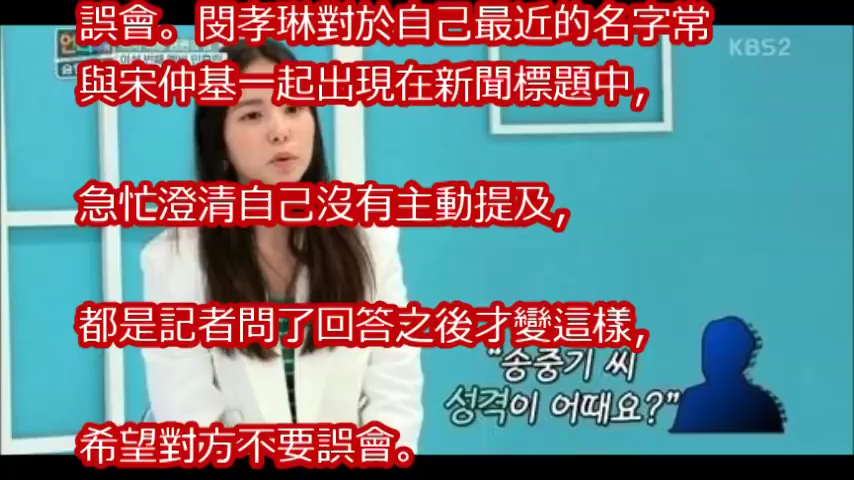 誤會。閔孝琳對於自己最近的名字常
KBS2
與宋仲基一起出現在新聞標題中，
急忙澄清自己沒有主動提及，
都是記者問了回答之後才變這樣，
"송중기 씨
성격이 어때요?"
希望對方不要誤會。